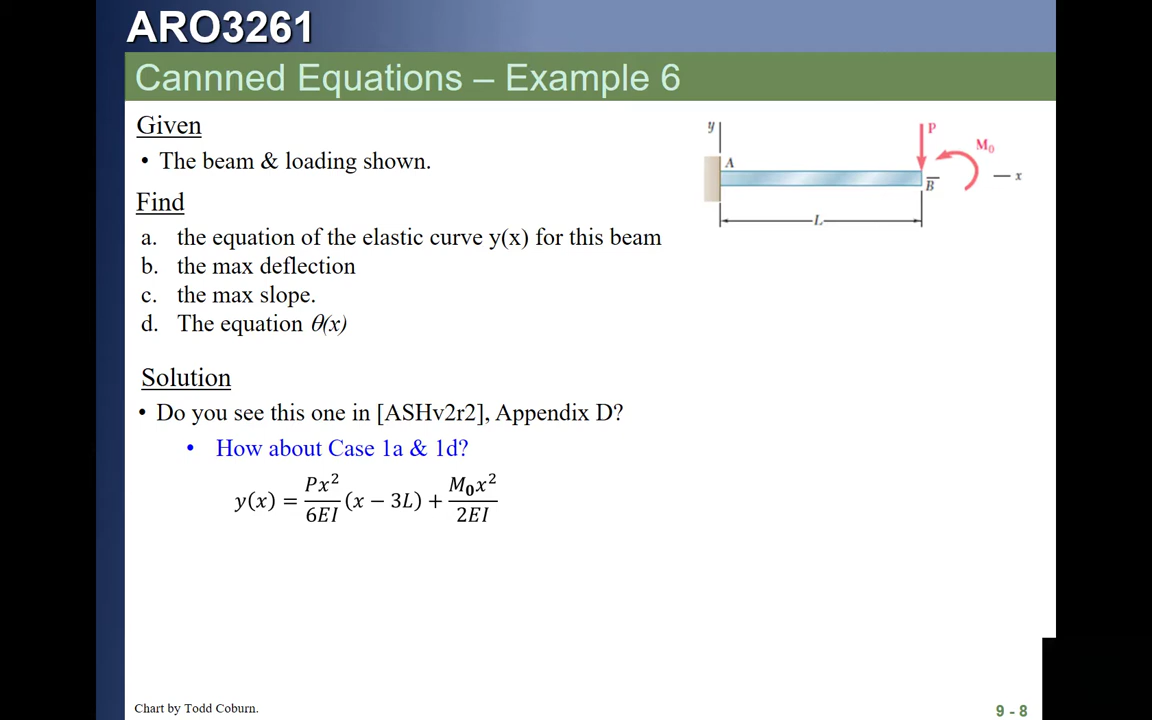 ARO3261
Cannned Equations – Example 6
Given
• The beam & loading shown.
Find
a. the equation of the elastic curve y(x) for this beam
b. the max deflection
c. the max slope.
d. The equation θ(x)
Solution
• Do you see this one in [ASHv2r2], Appendix D?
• How about Case 1a & 1d?
y(x) = Px²/6EI (x − 3L) + M₀x²/2EI
y
A
P
M₀
B
x
L
Chart by Todd Coburn.
9 - 8